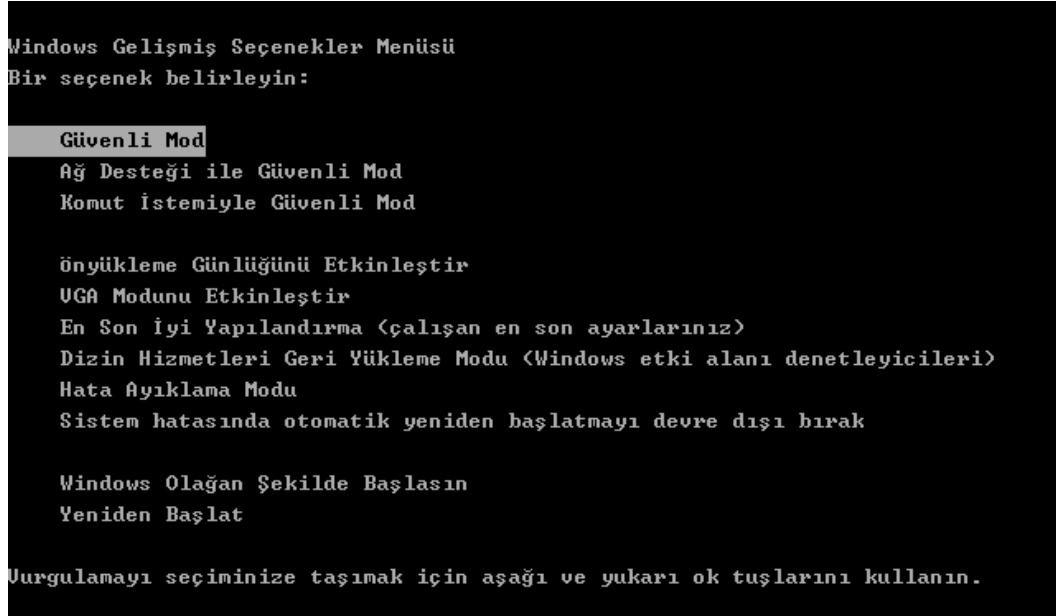 Windows Gelişmiş Seçenekler Menüsü
Bir seçenek belirleyin:
Güvenli Mod
Ağ Desteği ile Güvenli Mod
Komut İstemiyle Güvenli Mod
önyükleme Günlüğünü Etkinleştir
VGA Modunu Etkinleştir
En Son İyi Yapılandırma (çalışan en son ayarlarınız)
Dizin Hizmetleri Geri Yükleme Modu (Windows etki alanı denetleyicileri)
Hata Ayıklama Modu
Sistem hatasında otomatik yeniden başlatmayı devre dışı bırak
Windows Olağan Şekilde Başlasın
Yeniden Başlat
Vurgulamayı seçiminize taşımak için aşağı ve yukarı ok tuşlarını kullanın.